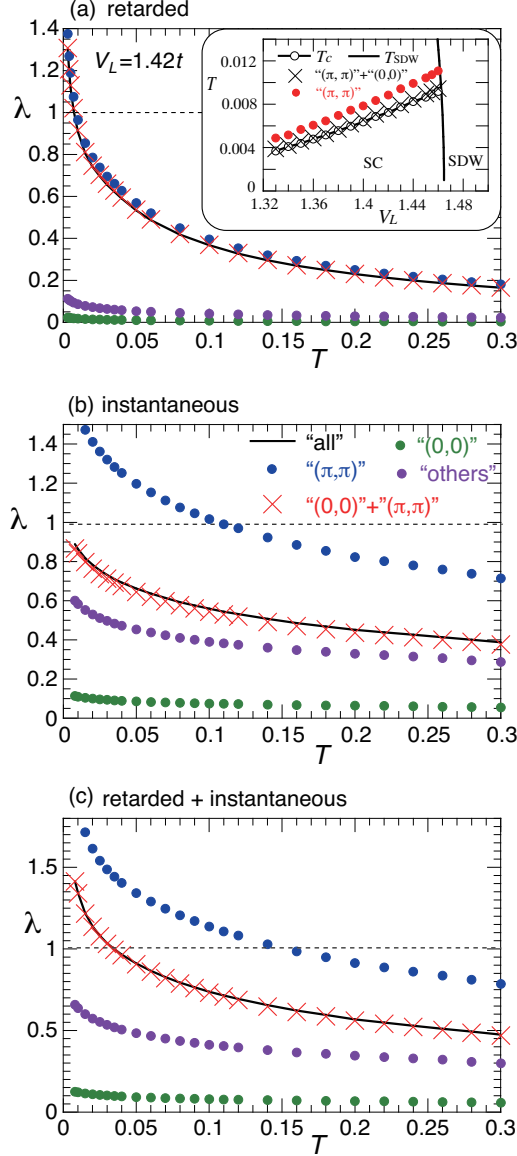 (a) retarded
V_L=1.42t
λ
1.4
1.2
1
0.8
0.6
0.4
0.2
0
0 0.05 0.1 0.15 0.2 0.25 0.3
T
T_C T_SDW
“(π, π)”+“(0,0)”
“(π, π)”
T
0.012
0.008
0.004
0
SC SDW
1.32 1.36 1.40 1.44 1.48
V_L
(b) instantaneous
λ
1.4
1.2
1
0.8
0.6
0.4
0.2
0
“all” “(0,0)”
“(π,π)” “others”
“(0,0)”+”(π,π)”
0 0.05 0.1 0.15 0.2 0.25 0.3
T
(c) retarded + instantaneous
λ
1.5
1
0.5
0
0 0.05 0.1 0.15 0.2 0.25 0.3
T